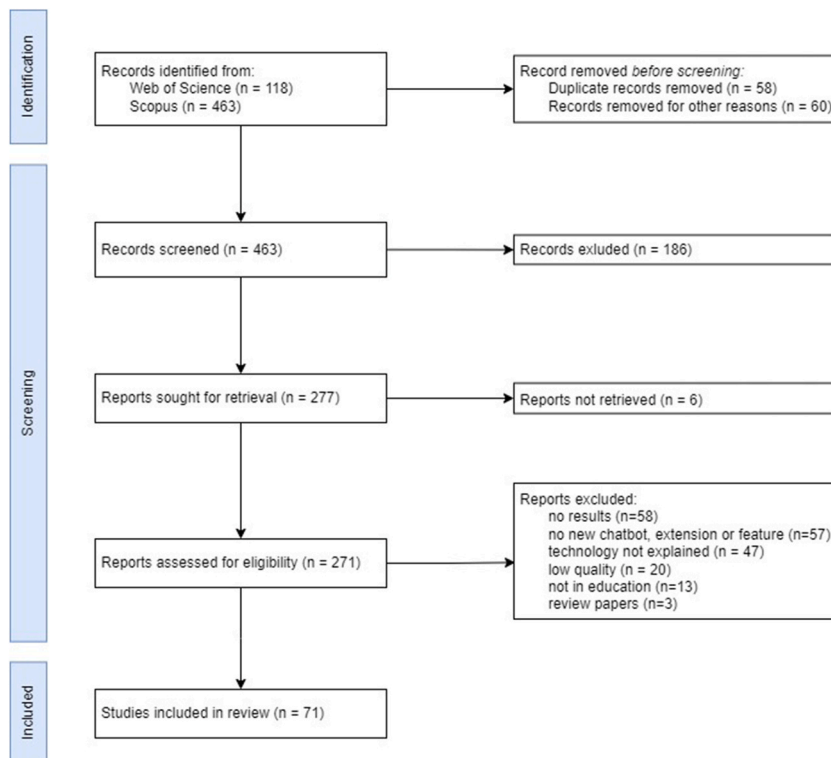 Identification
Records identified from:
Web of Science (n = 118)
Scopus (n = 463)
Record removed before screening:
Duplicate records removed (n = 58)
Records removed for other reasons (n = 60)
Screening
Records screened (n = 463)
Records exluded (n = 186)
Reports sought for retrieval (n = 277)
Reports not retrieved (n = 6)
Reports assessed for eligibility (n = 271)
Reports excluded:
no results (n=58)
no new chatbot, extension or feature (n=57)
technology not explained (n = 47)
low quality (n = 20)
not in education (n=13)
review papers (n=3)
Included
Studies included in review (n = 71)